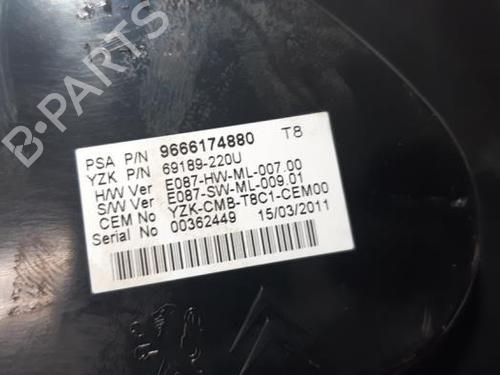 B-PARTS
PSA P/N 9666174880 T8
YZK P/N 69189-220U
H/W Ver E087-HW-ML-007.00
S/W Ver E087-SW-ML-009.01
CEM No YZK-CMB-T8C1-CEM00
Serial No 00362449 15/03/2011